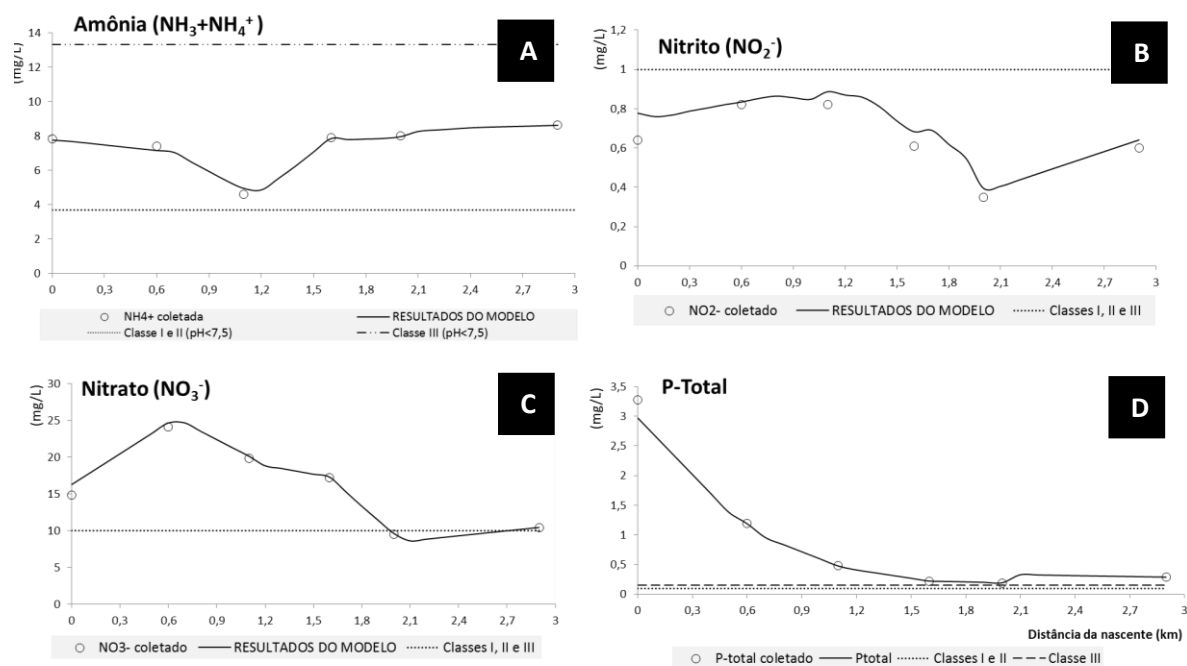 Amônia (NH₃+NH₄⁺)
A
(mg/L)
14
12
10
8
6
4
2
0
0 0,3 0,6 0,9 1,2 1,5 1,8 2,1 2,4 2,7 3
NH4+ coletada RESULTADOS DO MODELO
Classe I e II (pH<7,5) Classe III (pH<7,5)
Nitrito (NO₂⁻)
B
(mg/L)
1,2
1
0,8
0,6
0,4
0,2
0
0 0,3 0,6 0,9 1,2 1,5 1,8 2,1 2,4 2,7 3
NO2- coletado RESULTADOS DO MODELO Classes I, II e III
Nitrato (NO₃⁻)
C
(mg/L)
30
25
20
15
10
5
0
0 0,3 0,6 0,9 1,2 1,5 1,8 2,1 2,4 2,7 3
NO3- coletado RESULTADOS DO MODELO Classes I, II e III
P-Total
D
(mg/L)
3,5
3
2,5
2
1,5
1
0,5
0
0 0,3 0,6 0,9 1,2 1,5 1,8 2,1 2,4 2,7 3
Distância da nascente (km)
P-total coletado Ptotal Classes I e II Classe III